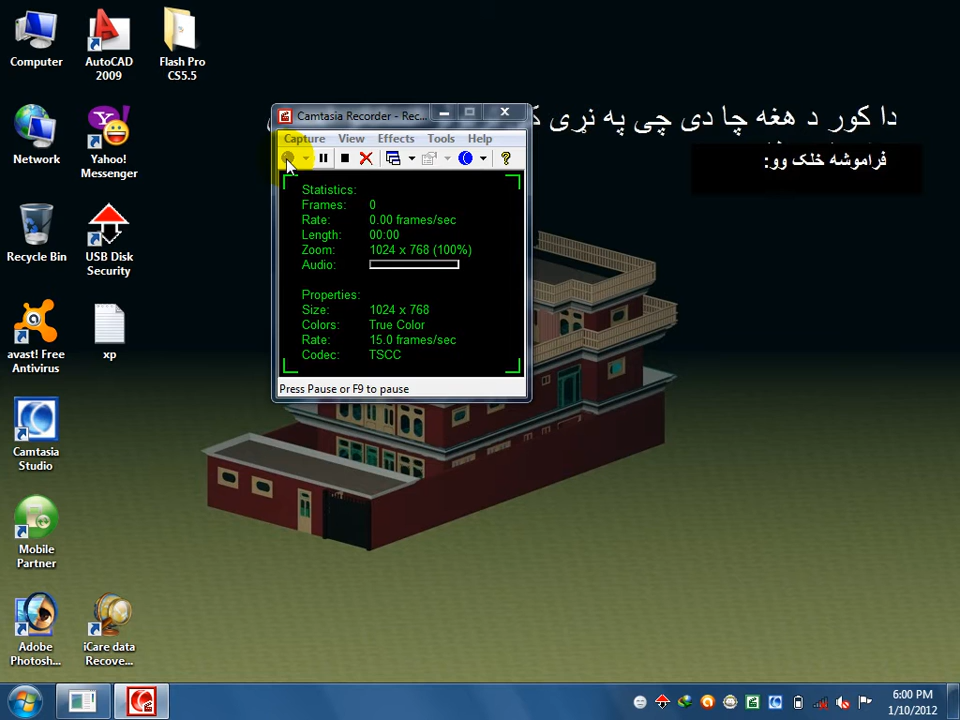 Computer
AutoCAD
2009
Flash Pro
CS5.5
Network
Yahoo!
Messenger
Recycle Bin
USB Disk
Security
avast! Free
Antivirus
xp
Camtasia
Studio
Mobile
Partner
Adobe
Photosh...
iCare data
Recove...
Camtasia Recorder - Rec...
Capture View Effects Tools Help
Statistics:
Frames: 0
Rate: 0.00 frames/sec
Length: 00:00
Zoom: 1024 x 768 (100%)
Audio:
Properties:
Size: 1024 x 768
Colors: True Color
Rate: 15.0 frames/sec
Codec: TSCC
Press Pause or F9 to pause
دا کور د هغه چا دی چی په نړی
فراموشه خلک وو:
6:00 PM
1/10/2012